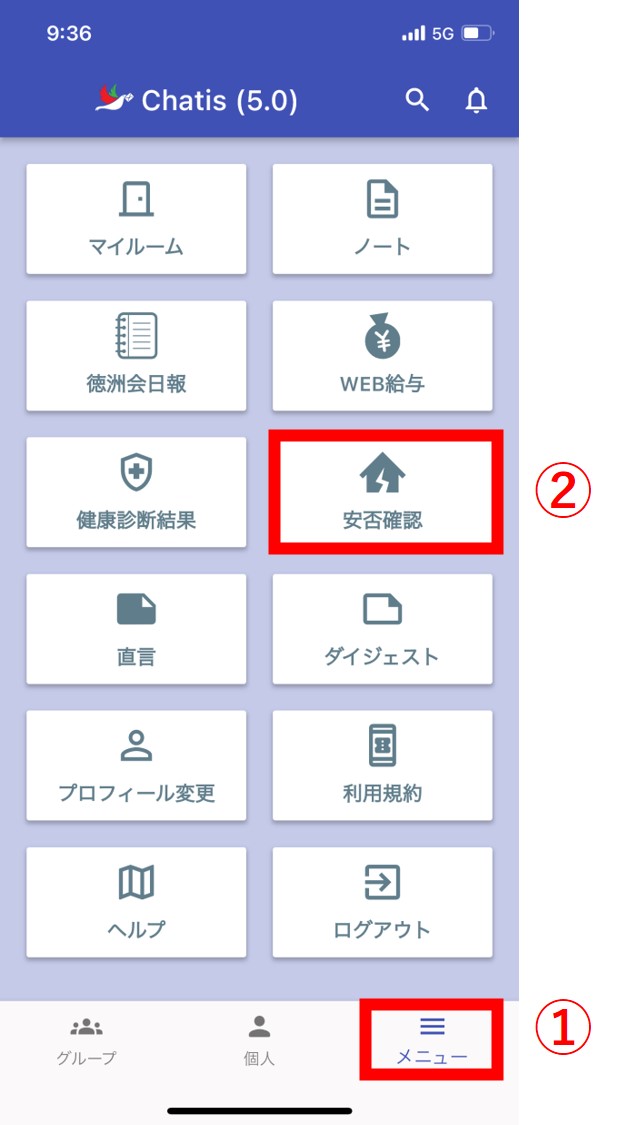 9:36
5G
Chatis (5.0)
マイルーム
ノート
徳洲会日報
WEB給与
健康診断結果
安否確認
②
直言
ダイジェスト
プロフィール変更
利用規約
ヘルプ
ログアウト
グループ
個人
メニュー
①